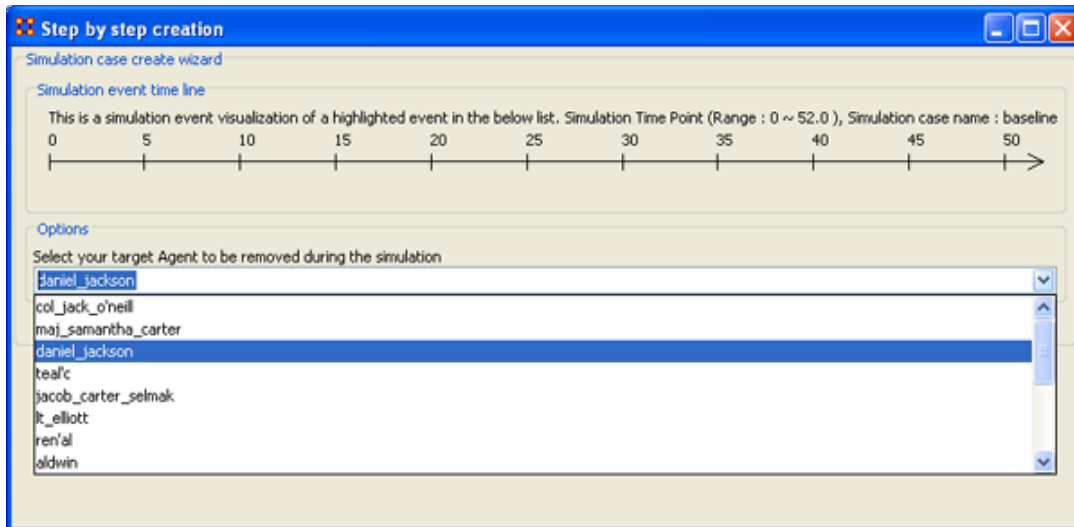 Step by step creation
Simulation case create wizard
Simulation event time line
This is a simulation event visualization of a highlighted event in the below list. Simulation Time Point (Range : 0 ~ 52.0 ), Simulation case name : baseline
0 5 10 15 20 25 30 35 40 45 50
Options
Select your target Agent to be removed during the simulation
daniel_jackson
col_jack_o'neill
maj_samantha_carter
daniel_jackson
teal'c
jacob_carter_selmak
lt_elliott
ren'al
aldwin